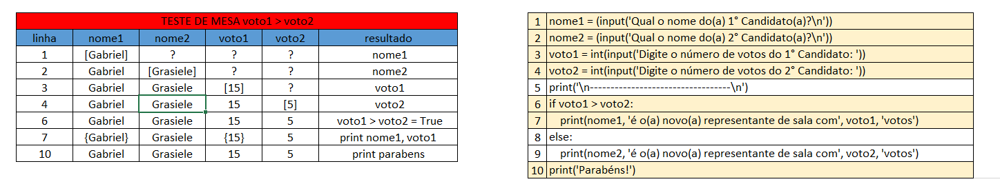 TESTE DE MESA voto1 > voto2
linha nome1 nome2 voto1 voto2 resultado
1 [Gabriel] ? ? ? nome1
2 Gabriel [Grasiele] ? ? nome2
3 Gabriel Grasiele [15] ? voto1
4 Gabriel Grasiele 15 [5] voto2
6 Gabriel Grasiele 15 5 voto1 > voto2 = True
7 {Gabriel} Grasiele {15} 5 print nome1, voto1
10 Gabriel Grasiele 15 5 print parabens
1 nome1 = (input('Qual o nome do(a) 1° Candidato(a)?\n'))
2 nome2 = (input('Qual o nome do(a) 2° Candidato(a)?\n'))
3 voto1 = int(input('Digite o número de votos do 1° Candidato: '))
4 voto2 = int(input('Digite o número de votos do 2° Candidato: '))
5 print('\n----------------------------------\n')
6 if voto1 > voto2:
7 print(nome1, 'é o(a) novo(a) representante de sala com', voto1, 'votos')
8 else:
9 print(nome2, 'é o(a) novo(a) representante de sala com', voto2, 'votos')
10 print('Parabéns!')